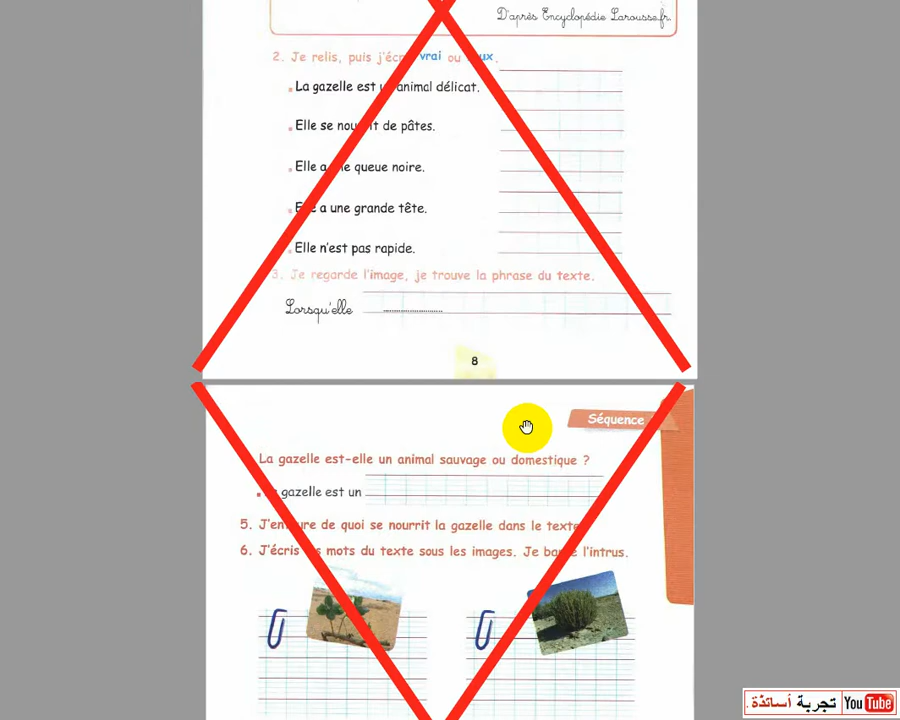 D'après Encyclopédie Larousse.fr.
2. Je relis, puis j'écris vrai ou faux.
La gazelle est un animal délicat.
Elle se nourrit de pâtes.
Elle a une queue noire.
Elle a une grande tête.
Elle n'est pas rapide.
3. Je regarde l'image, je trouve la phrase du texte.
Lorsqu'elle ....................
8
Séquence
La gazelle est-elle un animal sauvage ou domestique ?
La gazelle est un
5. J'entoure de quoi se nourrit la gazelle dans le texte.
6. J'écris les mots du texte sous les images. Je barre l'intrus.
YouTube تجربة أساتذة.